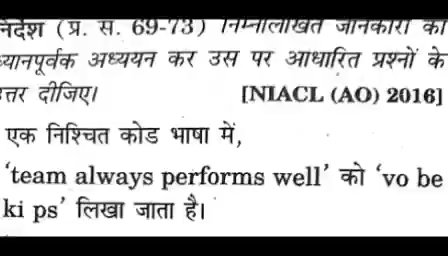 निर्देश (प्र. सं. 69-73) निम्नलिखित जानकारी का
ध्यानपूर्वक अध्ययन कर उस पर आधारित प्रश्नों के
उत्तर दीजिए। [NIACL (AO) 2016]
एक निश्चित कोड भाषा में,
‘team always performs well’ को ‘vo be
ki ps’ लिखा जाता है।